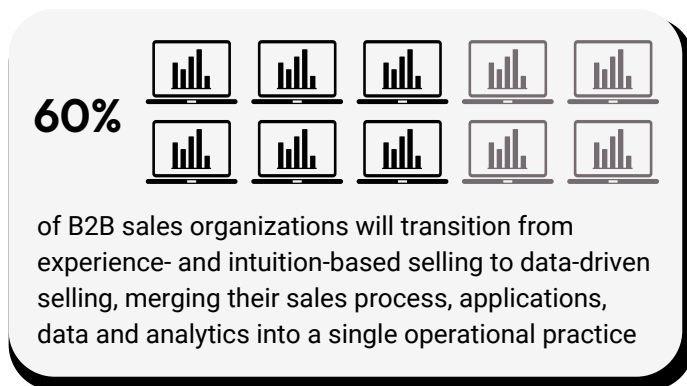 60%
of B2B sales organizations will transition from
experience- and intuition-based selling to data-driven
selling, merging their sales process, applications,
data and analytics into a single operational practice